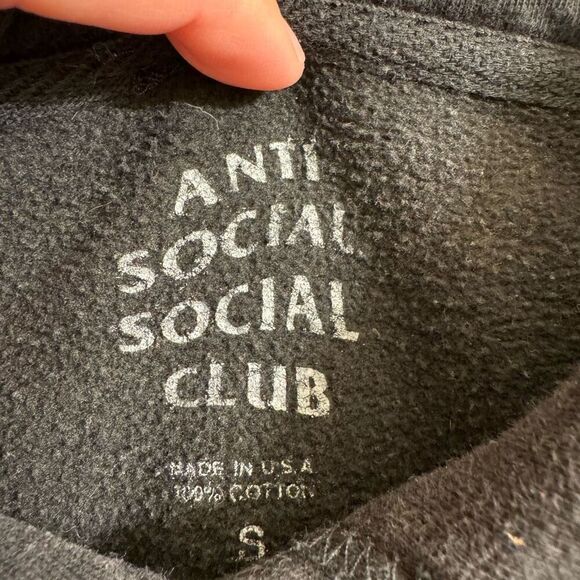 ANTI
SOCIAL
SOCIAL
CLUB
MADE IN U.S.A
100% COTTON
S